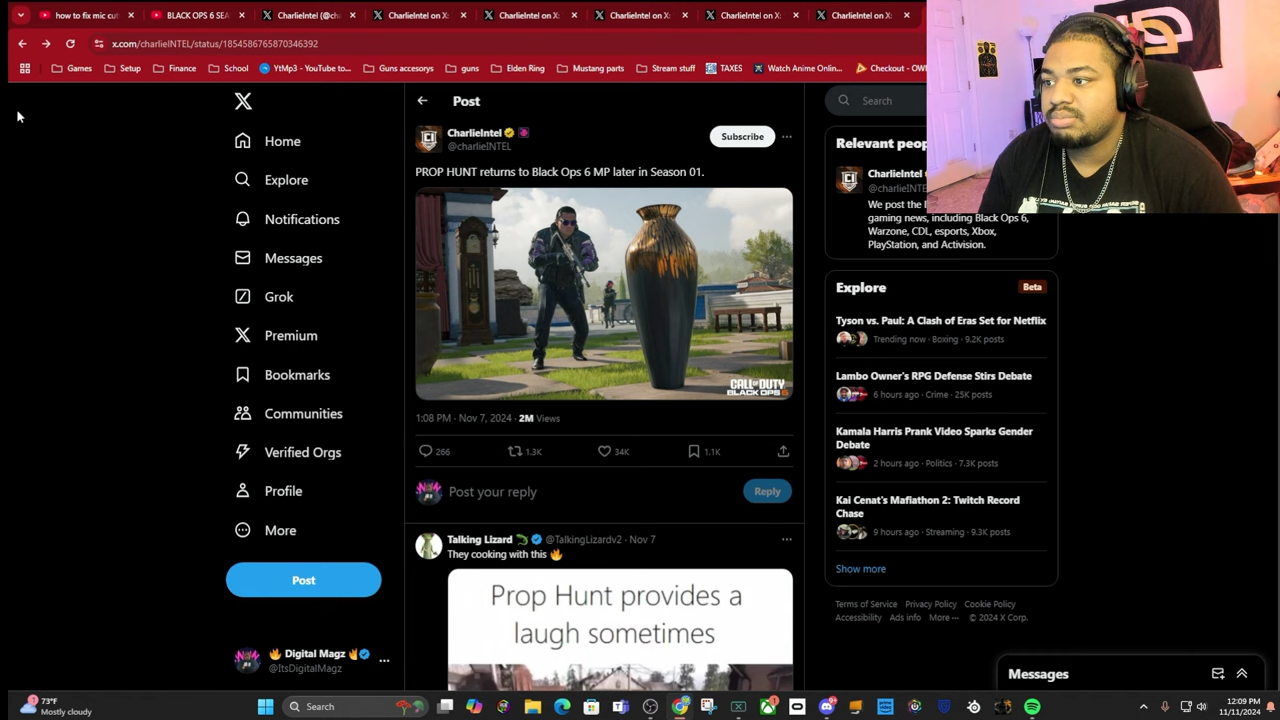 how to fix mic cut
BLACK OPS 6 SEA
CharlieIntel (@cha
CharlieIntel on X:
CharlieIntel on X:
CharlieIntel on X:
CharlieIntel on X:
CharlieIntel on X:
x.com/charlieINTEL/status/1854586765870346392
Games
Setup
Finance
School
YtMp3 - YouTube to...
Guns accesorys
guns
Elden Ring
Mustang parts
Stream stuff
TAXES
Watch Anime Onlin...
Checkout - OW
Home
Explore
Notifications
Messages
Grok
Premium
Bookmarks
Communities
Verified Orgs
Profile
More
Post
🔥 Digital Magz 🔥
@ItsDigitalMagz
Post
CharlieIntel
@charlieINTEL
Subscribe
PROP HUNT returns to Black Ops 6 MP later in Season 01.
CALL OF DUTY
BLACK OPS 6
1:08 PM · Nov 7, 2024 · 2M Views
266
1.3K
34K
1.1K
Post your reply
Reply
Talking Lizard @TalkingLizardv2 · Nov 7
They cooking with this 🔥
Prop Hunt provides a
laugh sometimes
Search
Relevant peop
CharlieIntel
@charlieINTE
We post the l
gaming news, including Black Ops 6,
Warzone, CDL, esports, Xbox,
PlayStation, and Activision.
Explore
Beta
Tyson vs. Paul: A Clash of Eras Set for Netflix
Trending now · Boxing · 9.2K posts
Lambo Owner's RPG Defense Stirs Debate
6 hours ago · Crime · 25K posts
Kamala Harris Prank Video Sparks Gender
Debate
2 hours ago · Politics · 7.3K posts
Kai Cenat's Mafiathon 2: Twitch Record
Chase
9 hours ago · Streaming · 9.3K posts
Show more
Terms of Service Privacy Policy Cookie Policy
Accessibility Ads info More ··· © 2024 X Corp.
Messages
73°F
Mostly cloudy
Search
12:09 PM
11/11/2024